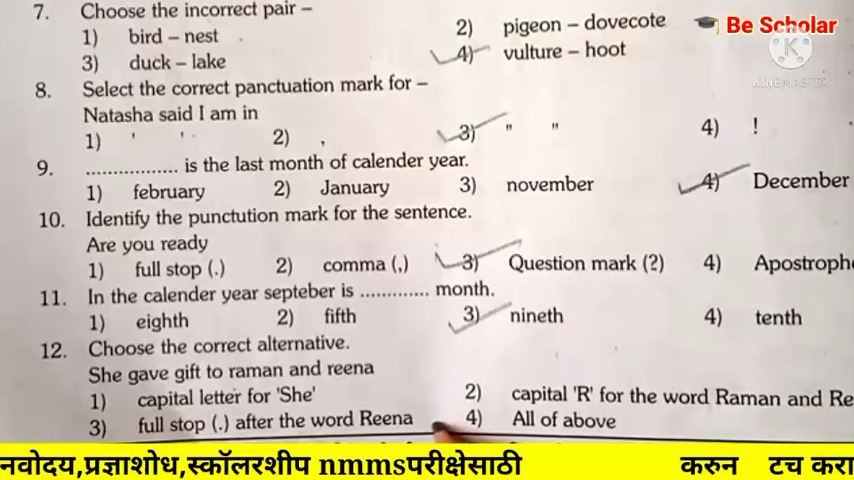 7. Choose the incorrect pair –
1) bird – nest 2) pigeon – dovecote
3) duck – lake 4) vulture – hoot
8. Select the correct panctuation mark for –
Natasha said I am in
1) ' ' 2) , 3) " " 4) !
9. ................. is the last month of calender year.
1) february 2) January 3) november 4) December
10. Identify the punctution mark for the sentence.
Are you ready
1) full stop (.) 2) comma (,) 3) Question mark (?) 4) Apostrophe
11. In the calender year septeber is ............. month.
1) eighth 2) fifth 3) nineth 4) tenth
12. Choose the correct alternative.
She gave gift to raman and reena
1) capital letter for 'She' 2) capital 'R' for the word Raman and Re
3) full stop (.) after the word Reena 4) All of above
Be Scholar
K
KINEMASTER
नवोदय,प्रज्ञाशोध,स्कॉलरशीप nmmsपरीक्षेसाठी करुन टच करा